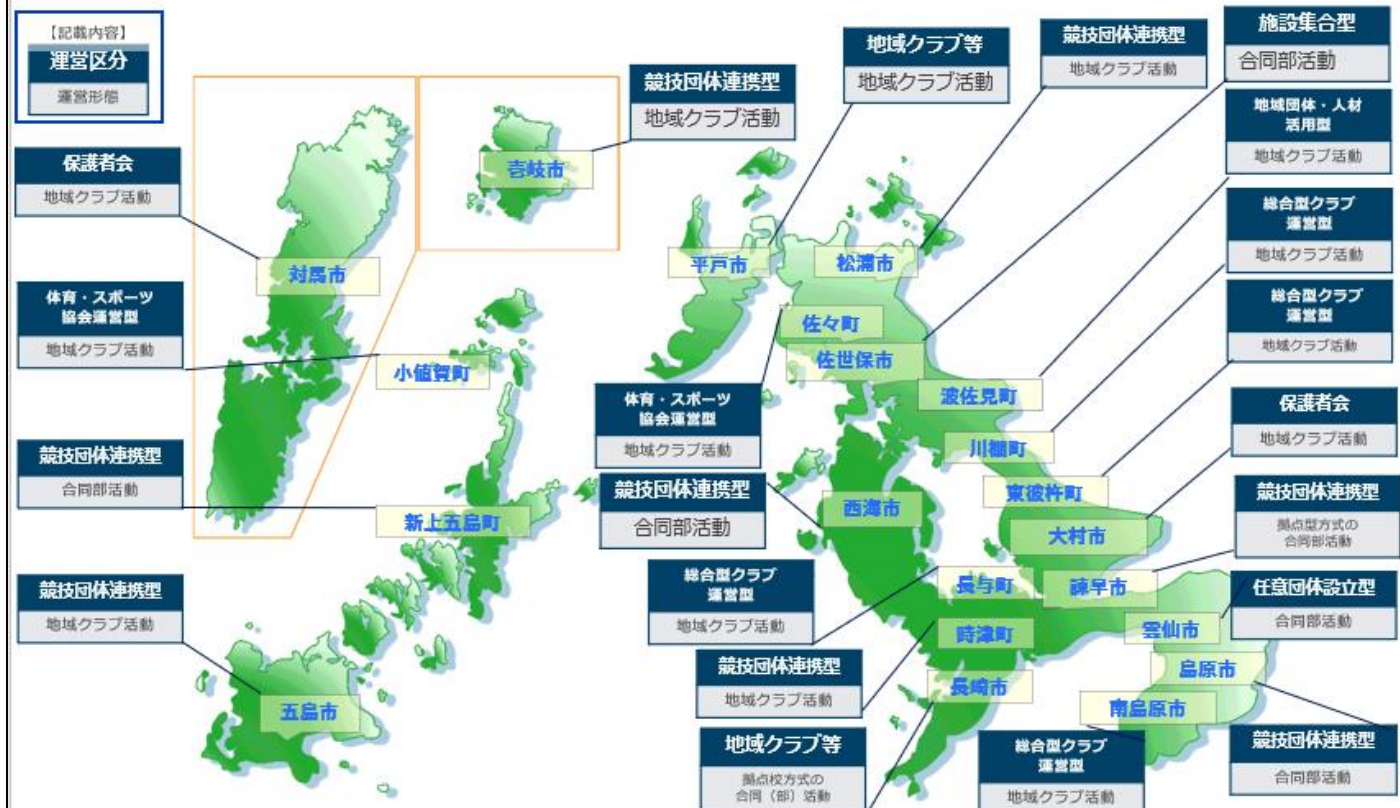 【記載内容】
運営区分
運営形態
保護者会
地域クラブ活動
体育・スポーツ
協会運営型
地域クラブ活動
競技団体連携型
合同部活動
競技団体連携型
地域クラブ活動
競技団体連携型
地域クラブ活動
地域クラブ等
地域クラブ活動
競技団体連携型
地域クラブ活動
施設集合型
合同部活動
地域団体・人材
活用型
地域クラブ活動
総合型クラブ
運営型
地域クラブ活動
総合型クラブ
運営型
地域クラブ活動
保護者会
地域クラブ活動
競技団体連携型
拠点型方式の
合同部活動
任意団体設立型
合同部活動
競技団体連携型
合同部活動
体育・スポーツ
協会運営型
地域クラブ活動
競技団体連携型
合同部活動
総合型クラブ
運営型
地域クラブ活動
競技団体連携型
地域クラブ活動
地域クラブ等
拠点校方式の
合同（部）活動
総合型クラブ
運営型
地域クラブ活動
対馬市
壱岐市
小値賀町
新上五島町
五島市
平戸市
松浦市
佐々町
佐世保市
波佐見町
川棚町
東彼杵町
西海市
大村市
長与町
諫早市
時津町
雲仙市
島原市
長崎市
南島原市